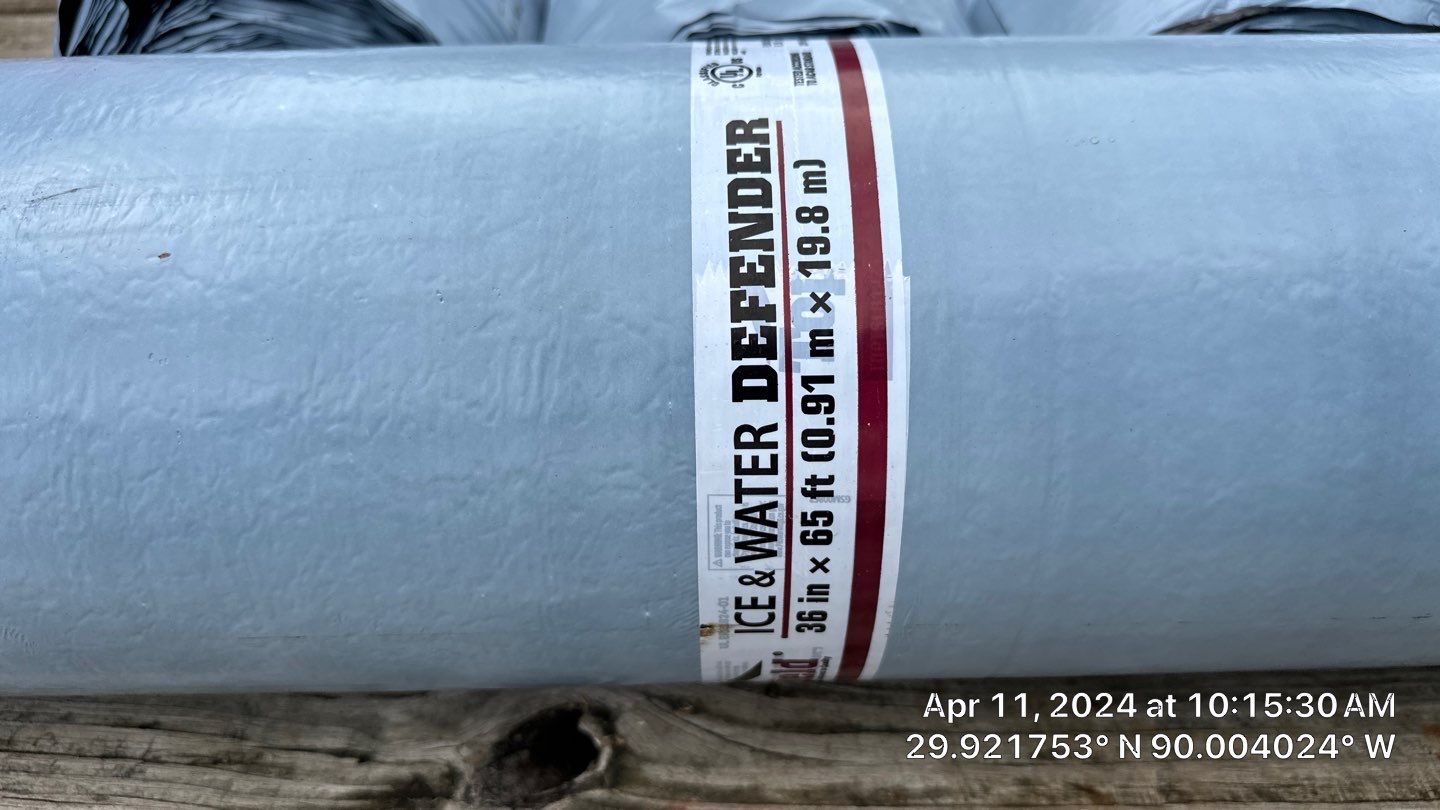 ICE & WATER DEFENDER
36 in × 65 ft (0.91 m × 19.8 m)
Apr 11, 2024 at 10:15:30 AM
29.921753° N 90.004024° W